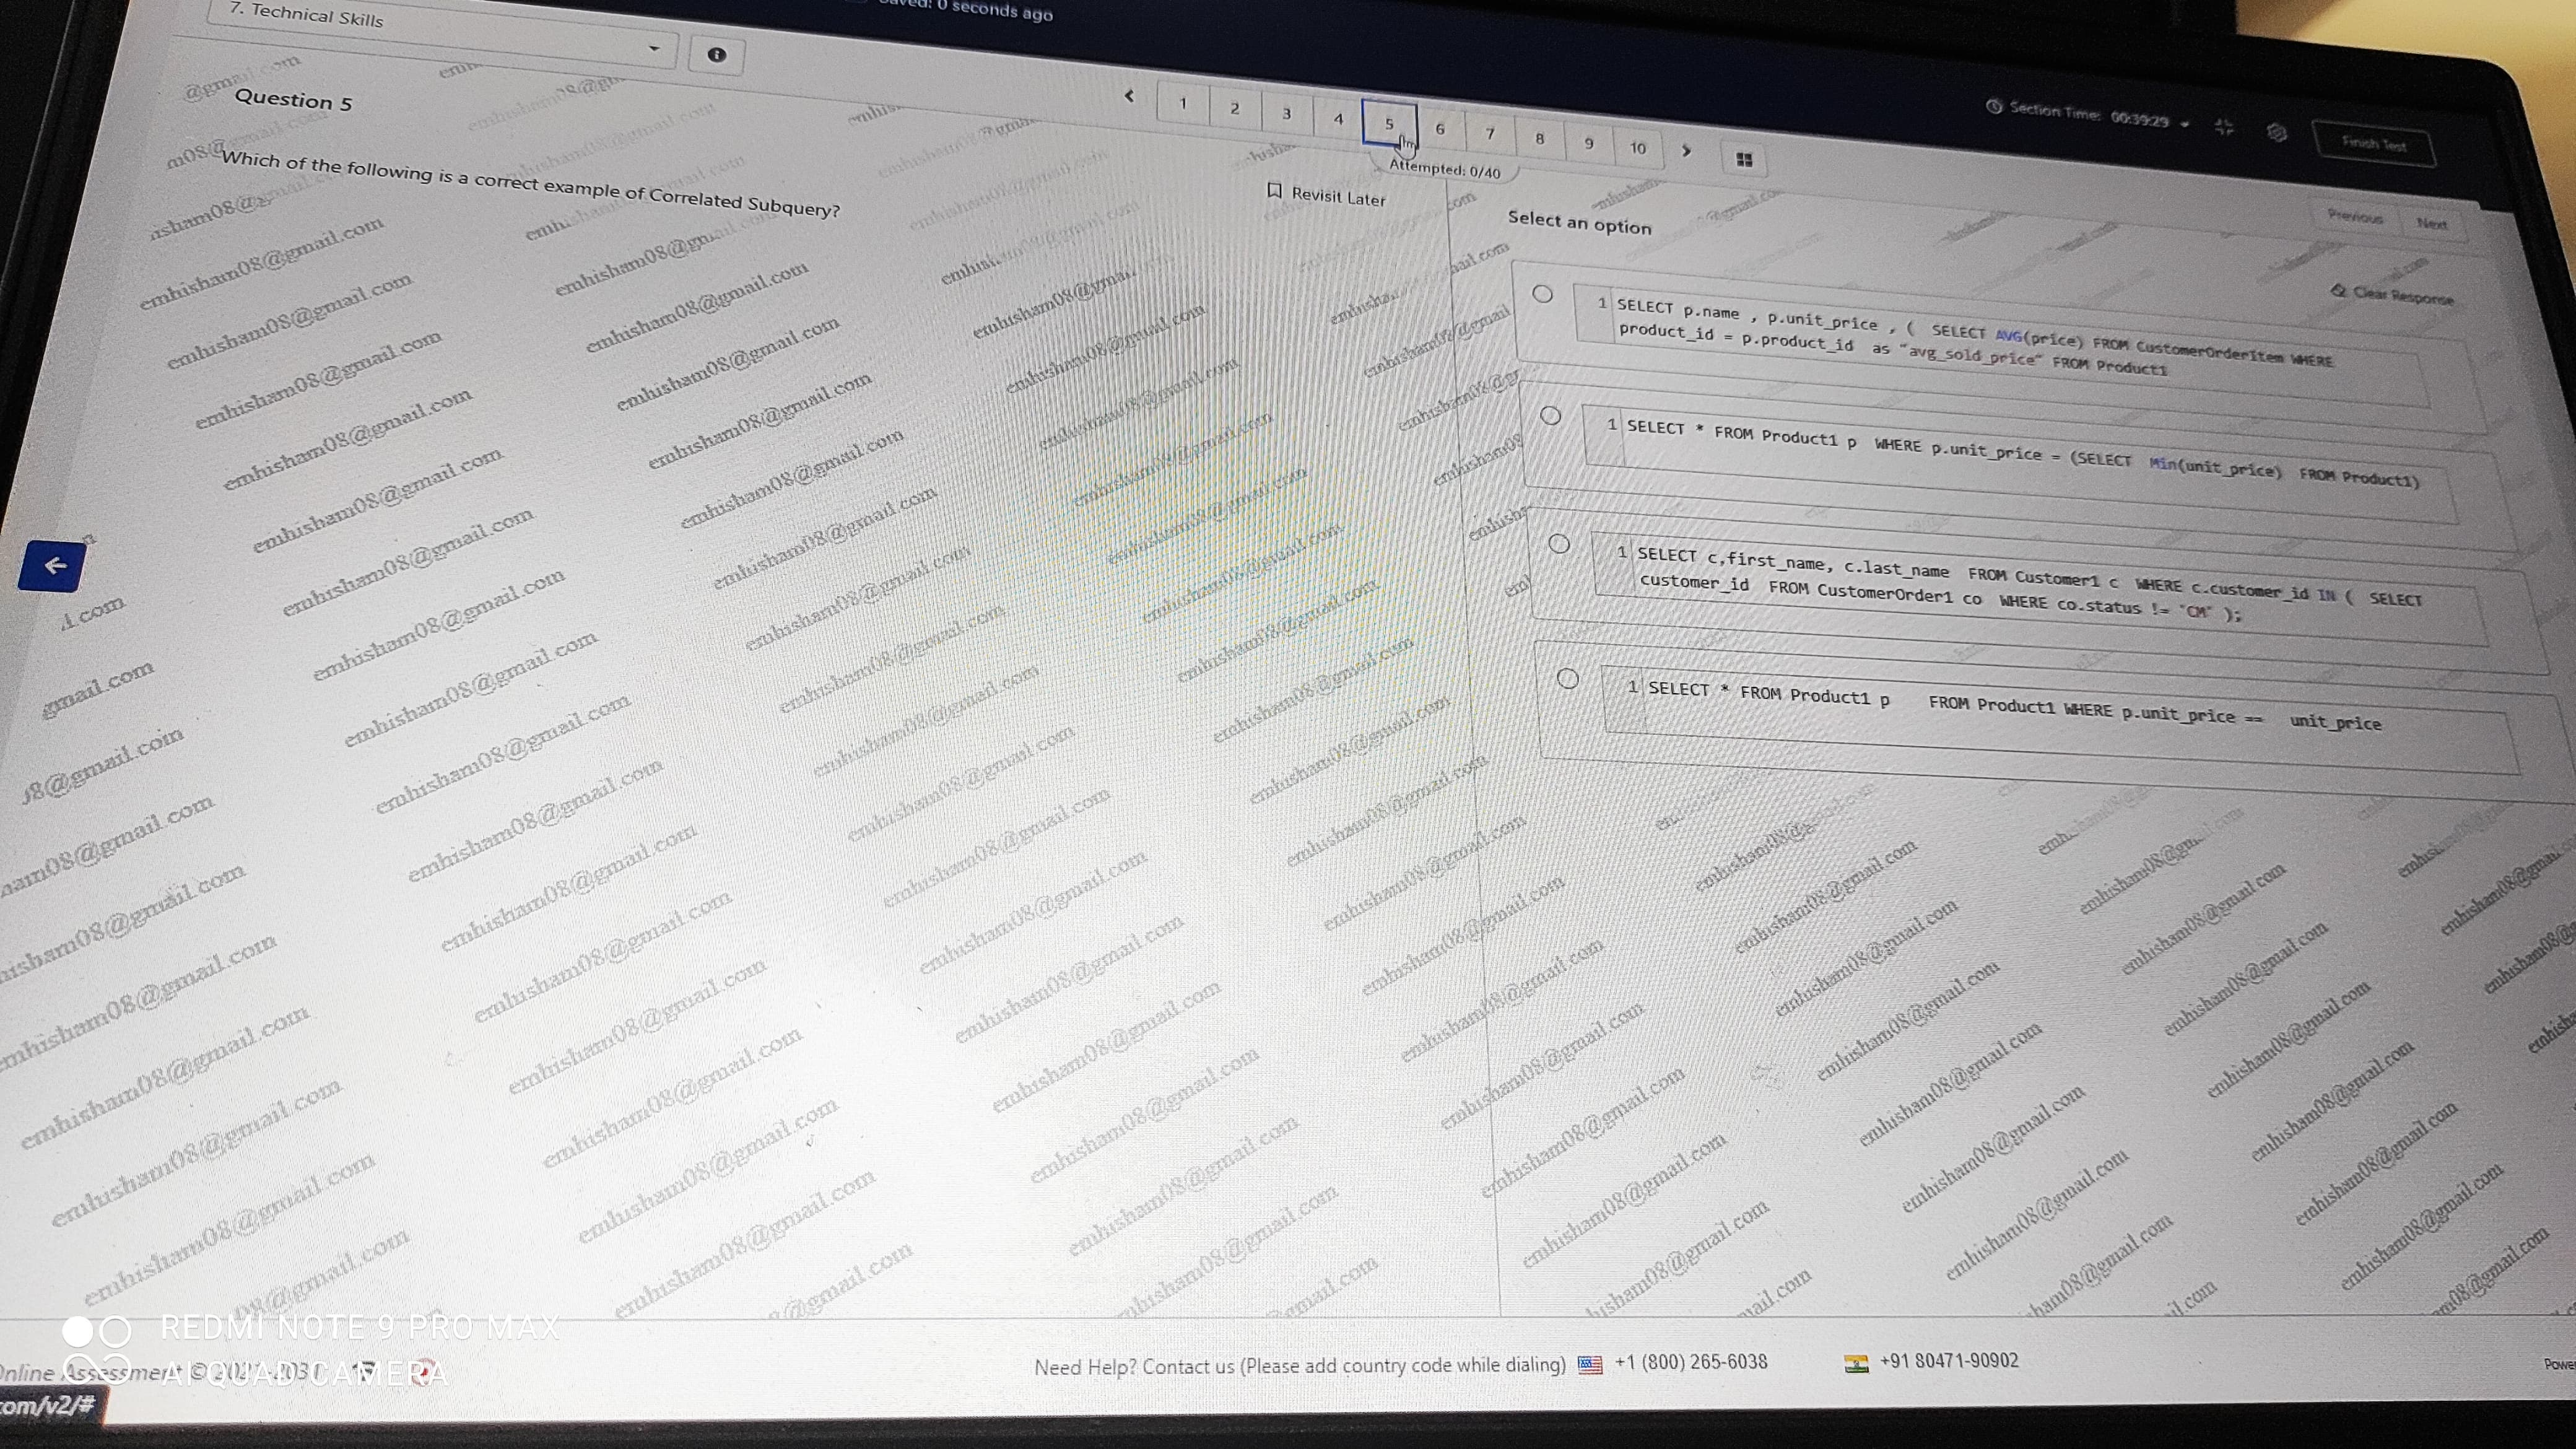 7. Technical Skills
Saved: 0 seconds ago
Section Time: 00:39:29
Finish Test
Question 5
1 2 3 4 5 6 7 8 9 10
Attempted: 0/40
Which of the following is a correct example of Correlated Subquery?
Revisit Later
Select an option
Previous
Next
Clear Response
1 SELECT p.name , p.unit_price , ( SELECT AVG(price) FROM CustomerOrderItem WHERE
product_id = p.product_id as "avg_sold_price" FROM Product1
1 SELECT * FROM Product1 p WHERE p.unit_price = (SELECT Min(unit_price) FROM Product1)
1 SELECT c,first_name, c.last_name FROM Customer1 c WHERE c.customer_id IN ( SELECT
customer_id FROM CustomerOrder1 co WHERE co.status != "CM" );
1 SELECT * FROM Product1 p FROM Product1 WHERE p.unit_price == unit_price
emhisham08@gmail.com
REDMI NOTE 9 PRO MAX
AI QUAD CAMERA
Online Assessment ©
Need Help? Contact us (Please add country code while dialing) +1 (800) 265-6038 +91 80471-90902
com/v2/#